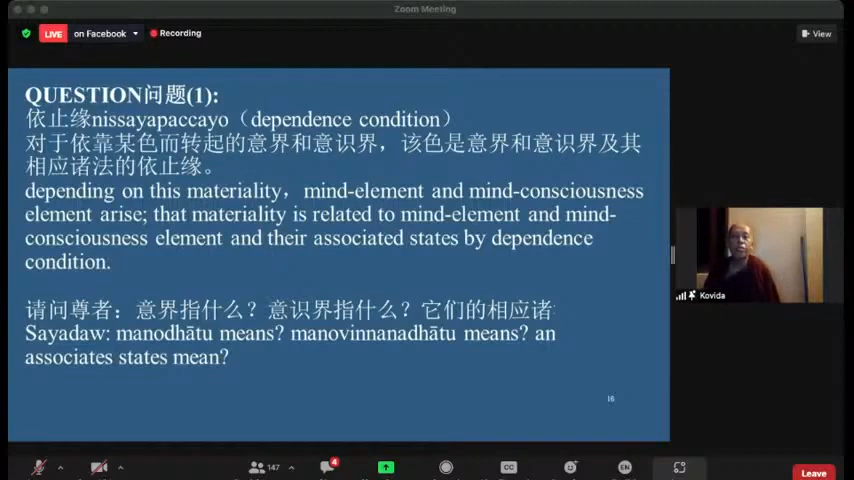 Zoom Meeting
LIVE on Facebook Recording
View
QUESTION问题(1):
依止缘nissayapaccayo（dependence condition）
对于依靠某色而转起的意界和意识界，该色是意界和意识界及其
相应诸法的依止缘。
depending on this materiality，mind-element and mind-consciousness
element arise; that materiality is related to mind-element and mind-
consciousness element and their associated states by dependence
condition.
请问尊者：意界指什么？意识界指什么？它们的相应诸
Sayadaw: manodhātu means? manovinnanadhātu means? an
associates states mean?
16
Kovida
147
4
CC
EN
Leave